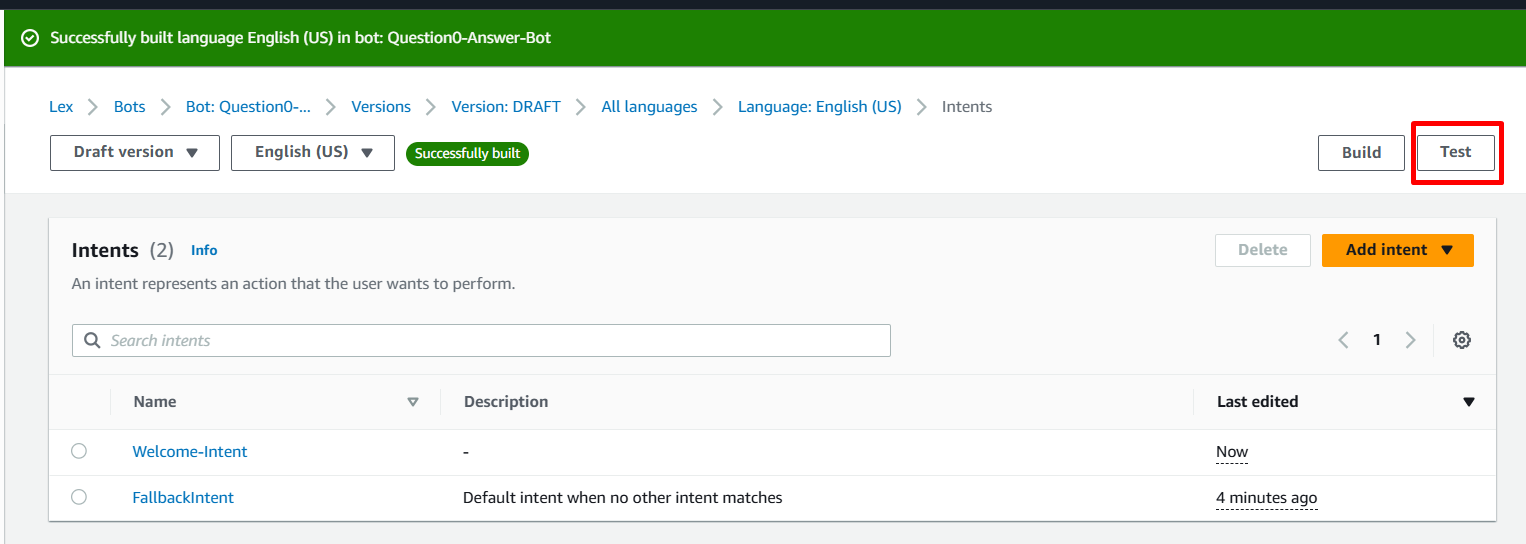 Successfully built language English (US) in bot: Question0-Answer-Bot
Lex Bots Bot: Question0-... Versions Version: DRAFT All languages Language: English (US) Intents
Draft version English (US) Successfully built Build Test
Intents (2) Info Delete Add intent
An intent represents an action that the user wants to perform.
Search intents 1
Name Description Last edited
Welcome-Intent - Now
FallbackIntent Default intent when no other intent matches 4 minutes ago